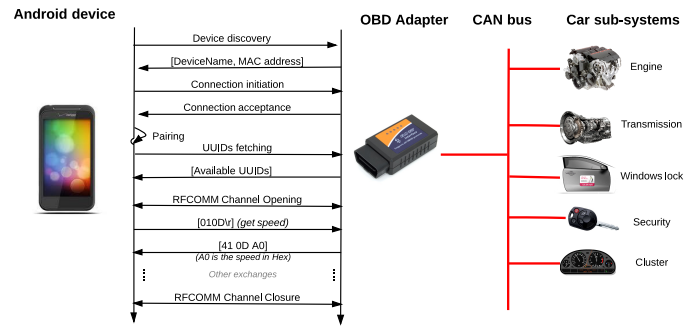 Android device
OBD Adapter
CAN bus
Car sub-systems
Device discovery
[DeviceName, MAC address]
Connection initiation
Connection acceptance
Pairing
UUIDs fetching
[Available UUIDs]
RFCOMM Channel Opening
[010D\r] (get speed)
[41 0D A0]
(A0 is the speed in Hex)
Other exchanges
RFCOMM Channel Closure
Engine
Transmission
Windows lock
Security
Cluster